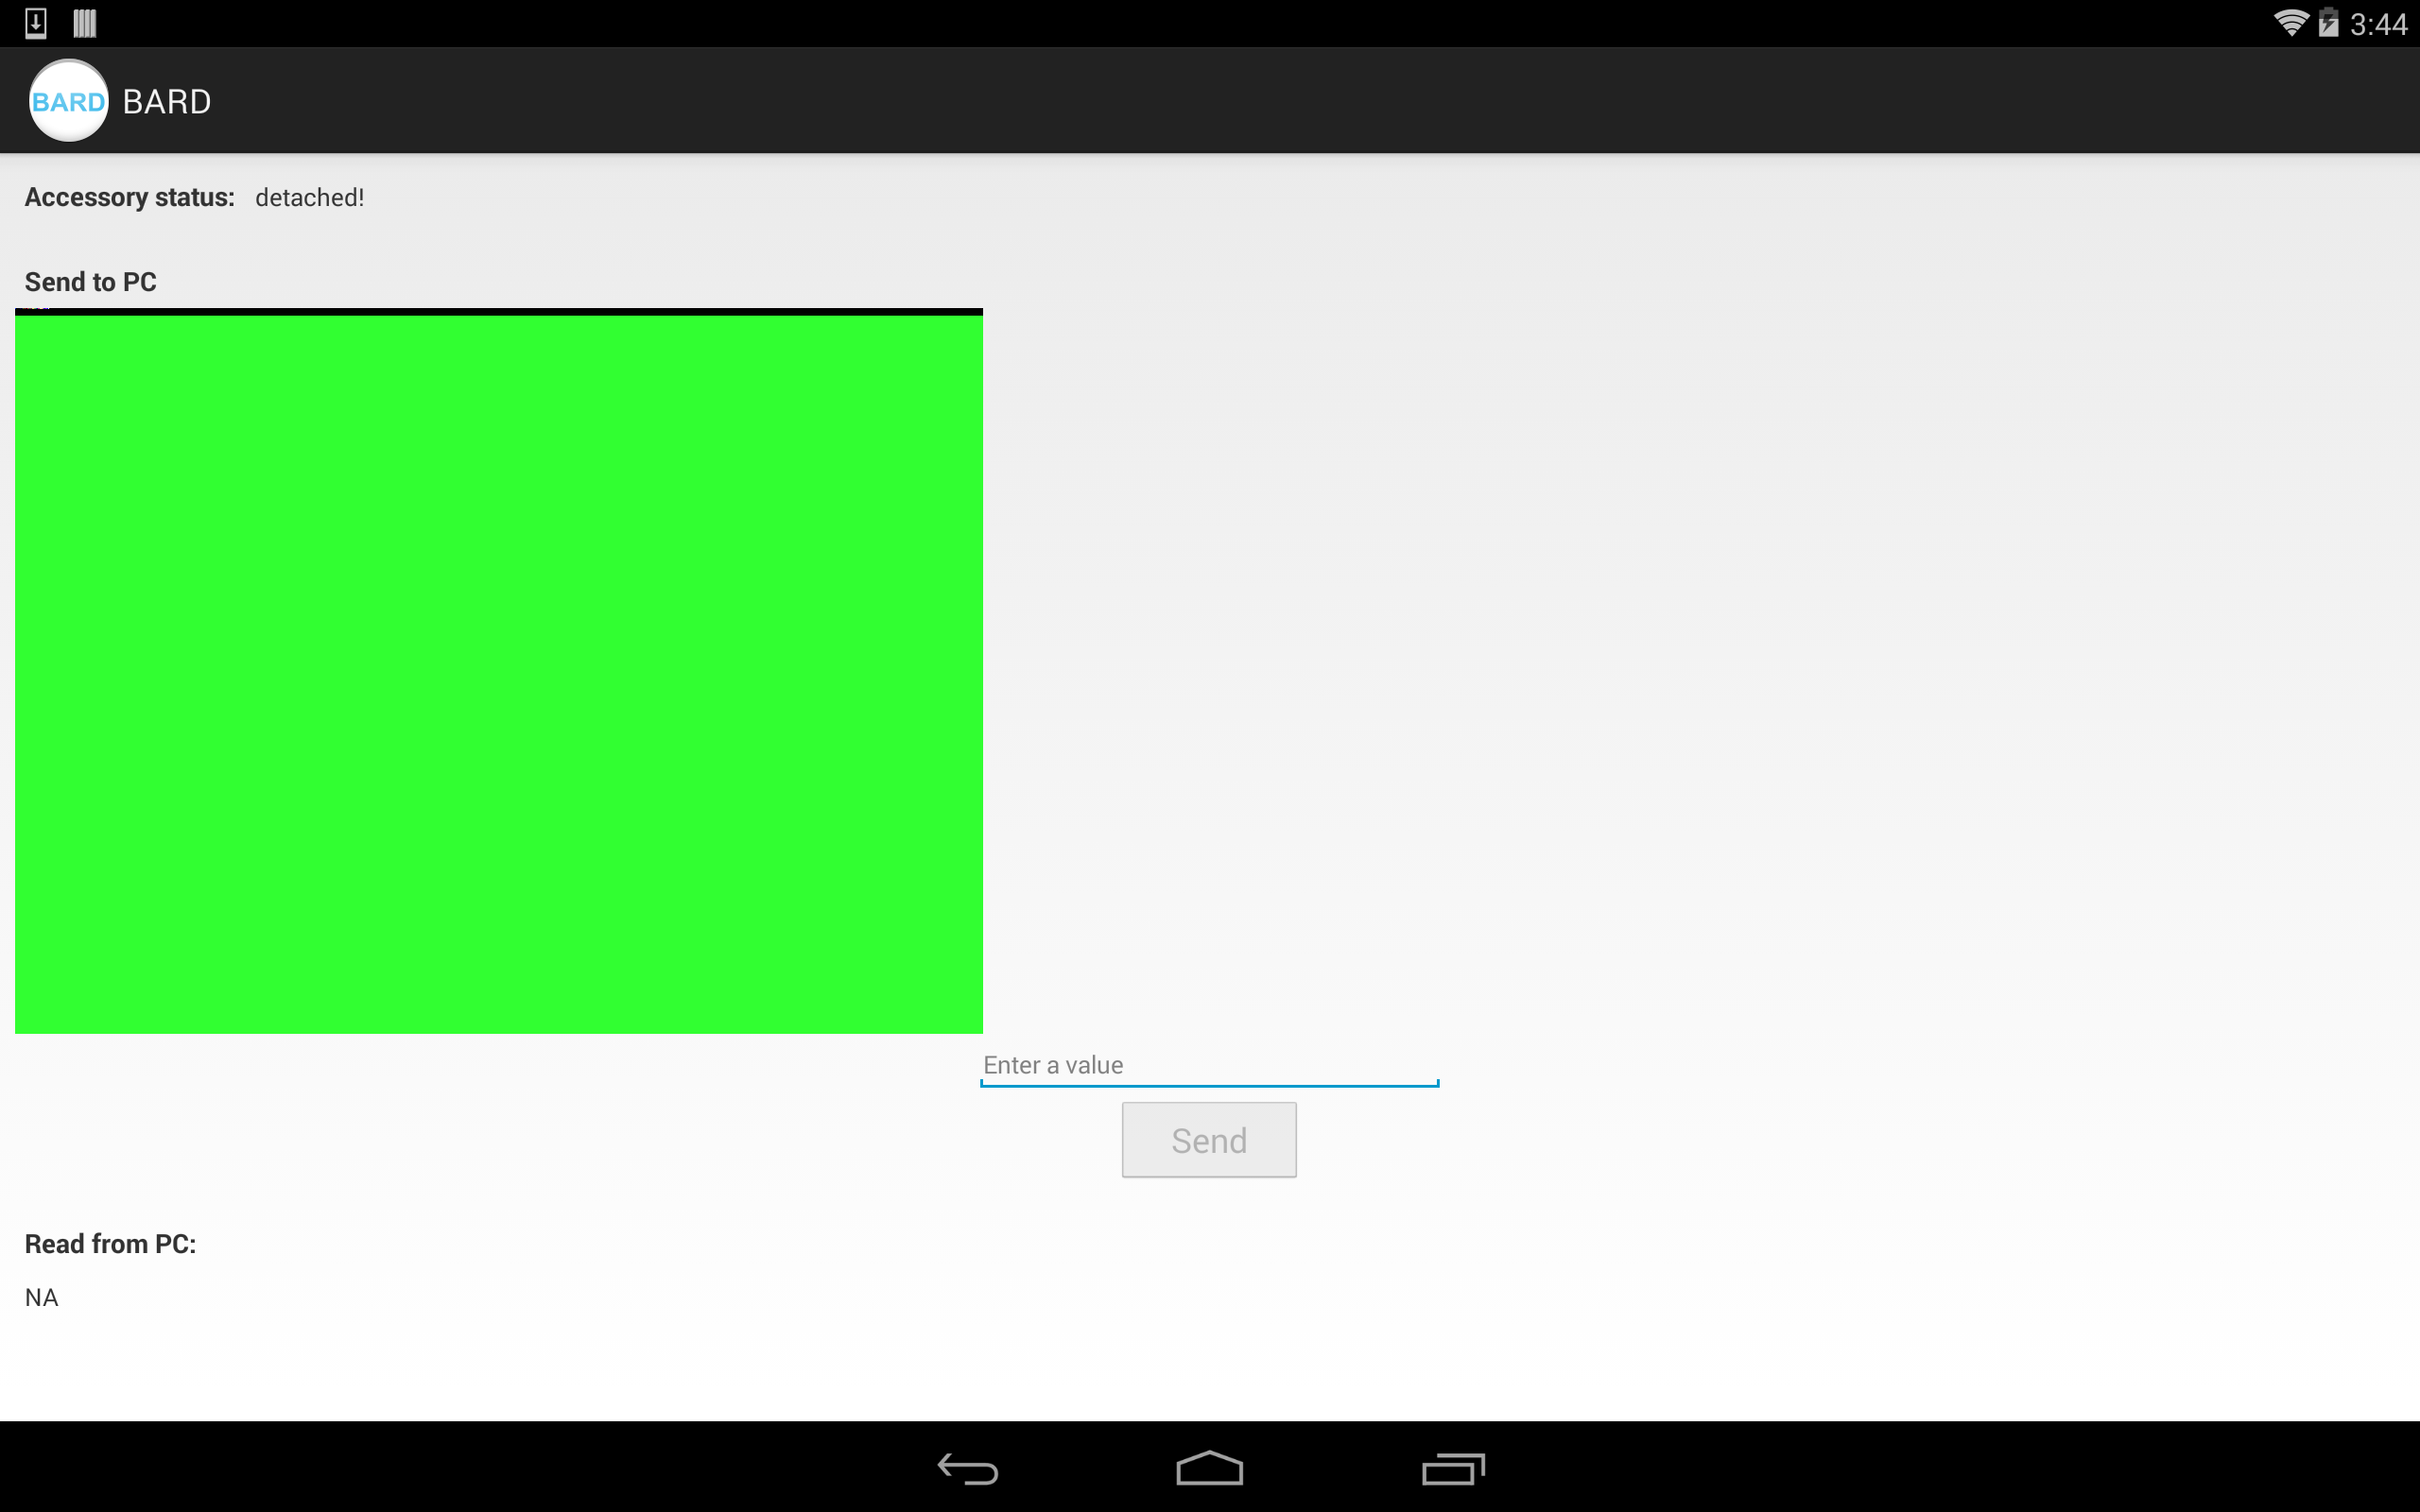 3:44
BARD BARD
Accessory status: detached!
Send to PC
Enter a value
Send
Read from PC:
NA